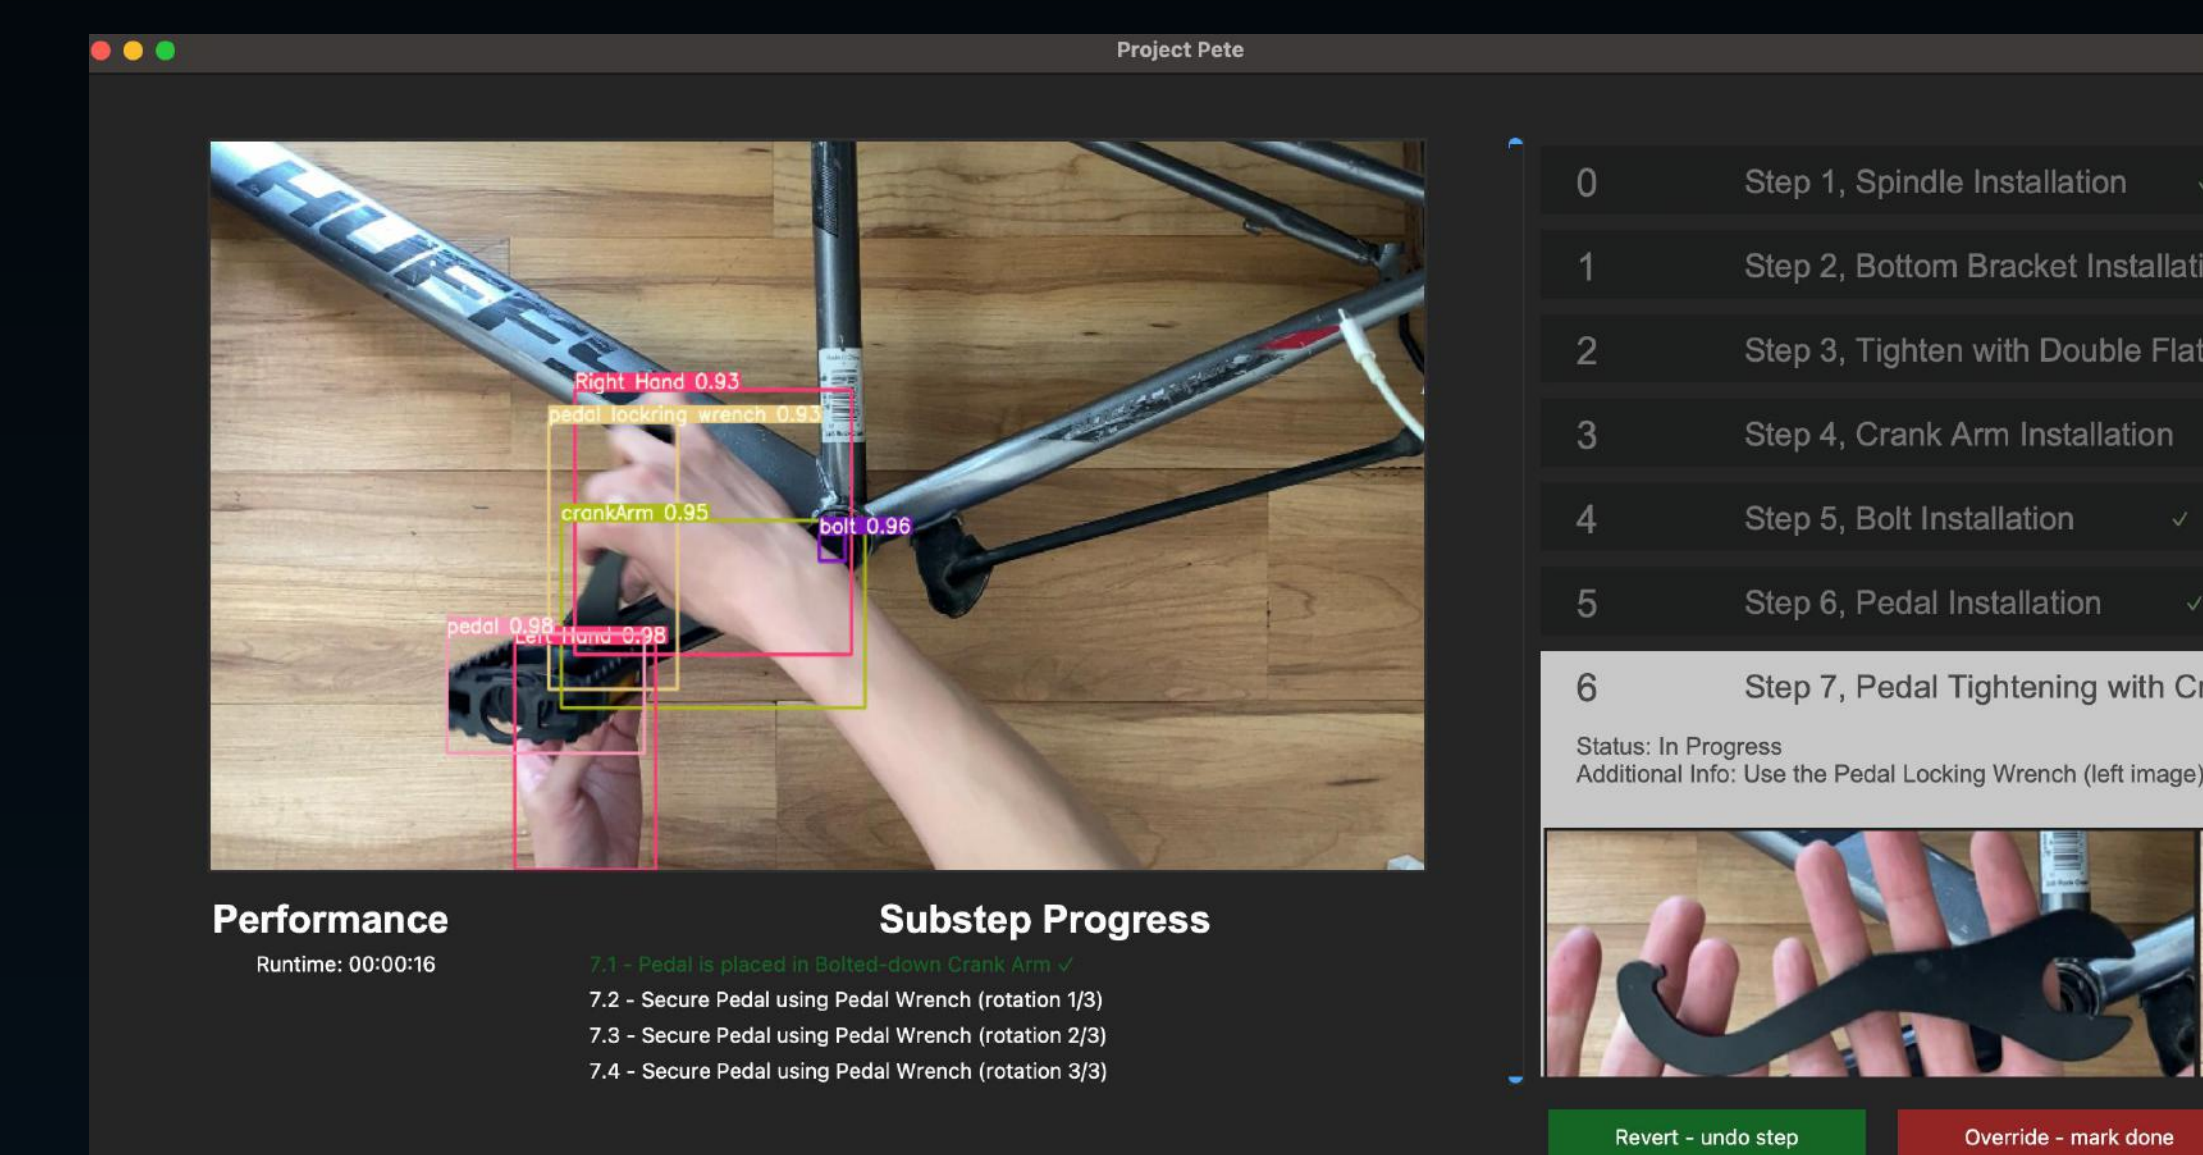 Project Pete
HUFFY
Right Hand 0.93
pedal lockring wrench 0.93
crankArm 0.95
bolt 0.96
pedal 0.98
Left Hand 0.98
Performance
Runtime: 00:00:16
Substep Progress
7.1 - Pedal is placed in Bolted-down Crank Arm ✓
7.2 - Secure Pedal using Pedal Wrench (rotation 1/3)
7.3 - Secure Pedal using Pedal Wrench (rotation 2/3)
7.4 - Secure Pedal using Pedal Wrench (rotation 3/3)
0 Step 1, Spindle Installation
1 Step 2, Bottom Bracket Installati
2 Step 3, Tighten with Double Flat
3 Step 4, Crank Arm Installation
4 Step 5, Bolt Installation ✓
5 Step 6, Pedal Installation ✓
6 Step 7, Pedal Tightening with Cr
Status: In Progress
Additional Info: Use the Pedal Locking Wrench (left image)
Revert - undo step
Override - mark done